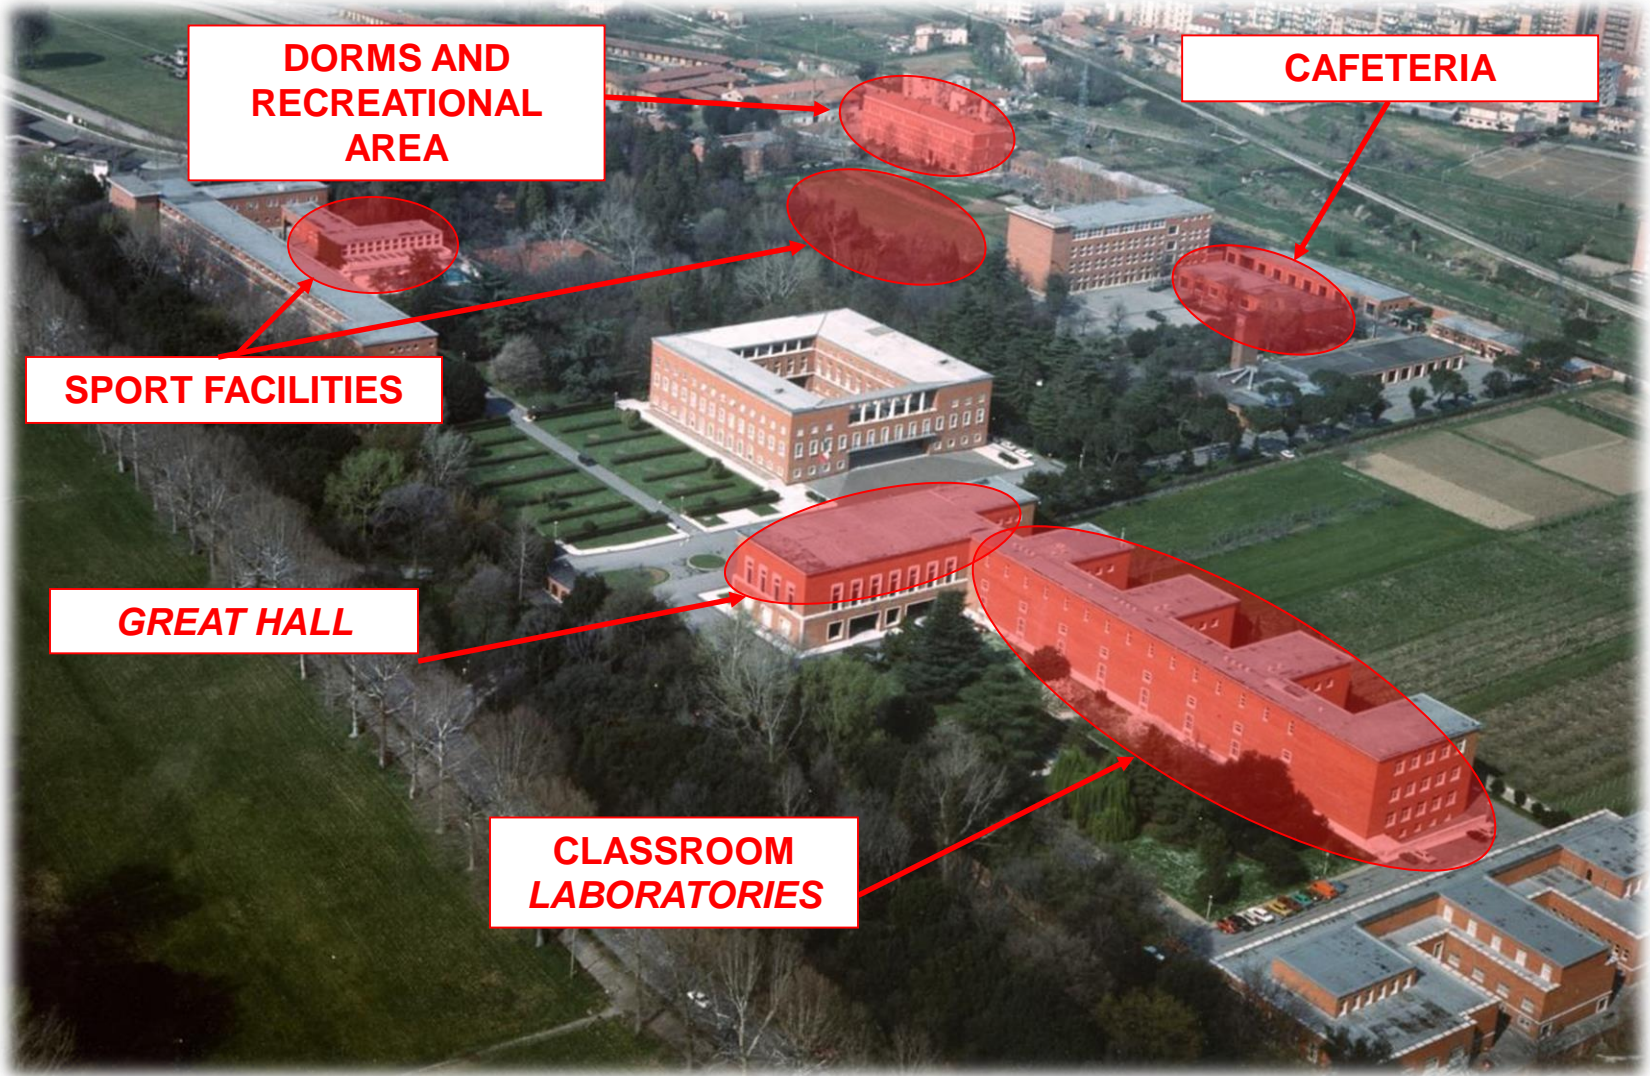 DORMS AND
RECREATIONAL
AREA
CAFETERIA
SPORT FACILITIES
GREAT HALL
CLASSROOM
LABORATORIES